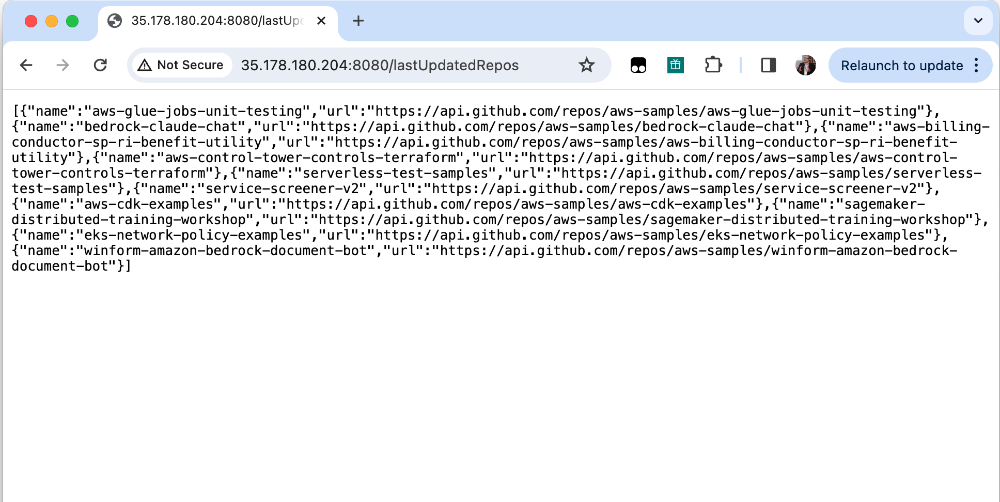 35.178.180.204:8080/lastUpd
Not Secure
35.178.180.204:8080/lastUpdatedRepos
Relaunch to update
[{"name":"aws-glue-jobs-unit-testing","url":"https://api.github.com/repos/aws-samples/aws-glue-jobs-unit-testing"},
{"name":"bedrock-claude-chat","url":"https://api.github.com/repos/aws-samples/bedrock-claude-chat"},{"name":"aws-billing-
conductor-sp-ri-benefit-utility","url":"https://api.github.com/repos/aws-samples/aws-billing-conductor-sp-ri-benefit-
utility"},{"name":"aws-control-tower-controls-terraform","url":"https://api.github.com/repos/aws-samples/aws-control-
tower-controls-terraform"},{"name":"serverless-test-samples","url":"https://api.github.com/repos/aws-samples/serverless-
test-samples"},{"name":"service-screener-v2","url":"https://api.github.com/repos/aws-samples/service-screener-v2"},
{"name":"aws-cdk-examples","url":"https://api.github.com/repos/aws-samples/aws-cdk-examples"},{"name":"sagemaker-
distributed-training-workshop","url":"https://api.github.com/repos/aws-samples/sagemaker-distributed-training-workshop"},
{"name":"eks-network-policy-examples","url":"https://api.github.com/repos/aws-samples/eks-network-policy-examples"},
{"name":"winform-amazon-bedrock-document-bot","url":"https://api.github.com/repos/aws-samples/winform-amazon-bedrock-
document-bot"}]